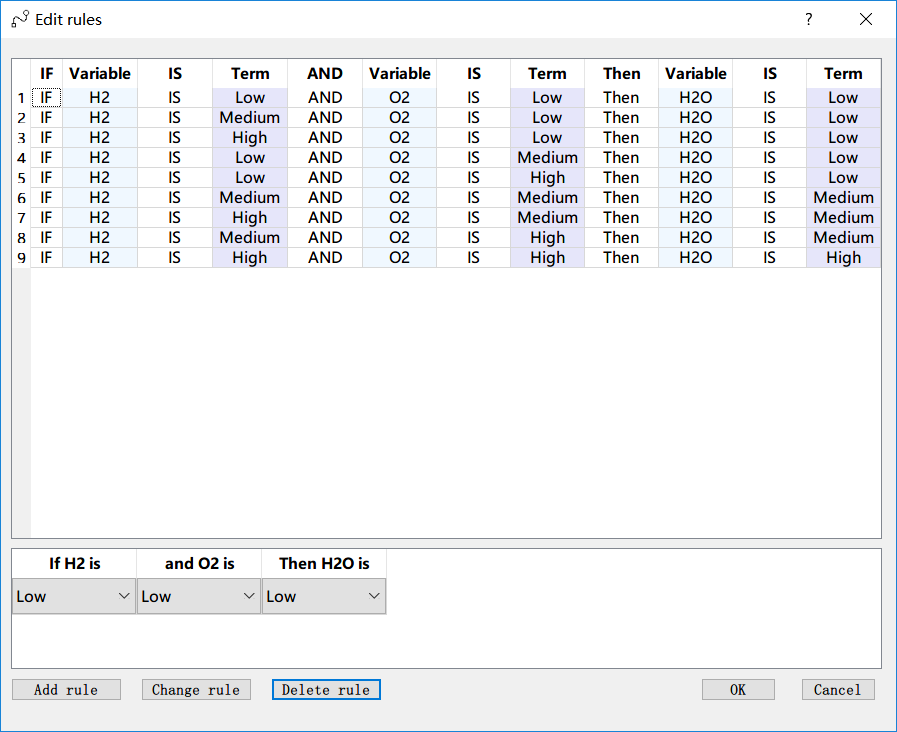 Edit rules ?
IF Variable IS Term AND Variable IS Term Then Variable IS Term
1 IF H2 IS Low AND O2 IS Low Then H2O IS Low
2 IF H2 IS Medium AND O2 IS Low Then H2O IS Low
3 IF H2 IS High AND O2 IS Low Then H2O IS Low
4 IF H2 IS Low AND O2 IS Medium Then H2O IS Low
5 IF H2 IS Low AND O2 IS High Then H2O IS Low
6 IF H2 IS Medium AND O2 IS Medium Then H2O IS Medium
7 IF H2 IS High AND O2 IS Medium Then H2O IS Medium
8 IF H2 IS Medium AND O2 IS High Then H2O IS Medium
9 IF H2 IS High AND O2 IS High Then H2O IS High
If H2 is and O2 is Then H2O is
Low Low Low
Add rule Change rule Delete rule OK Cancel